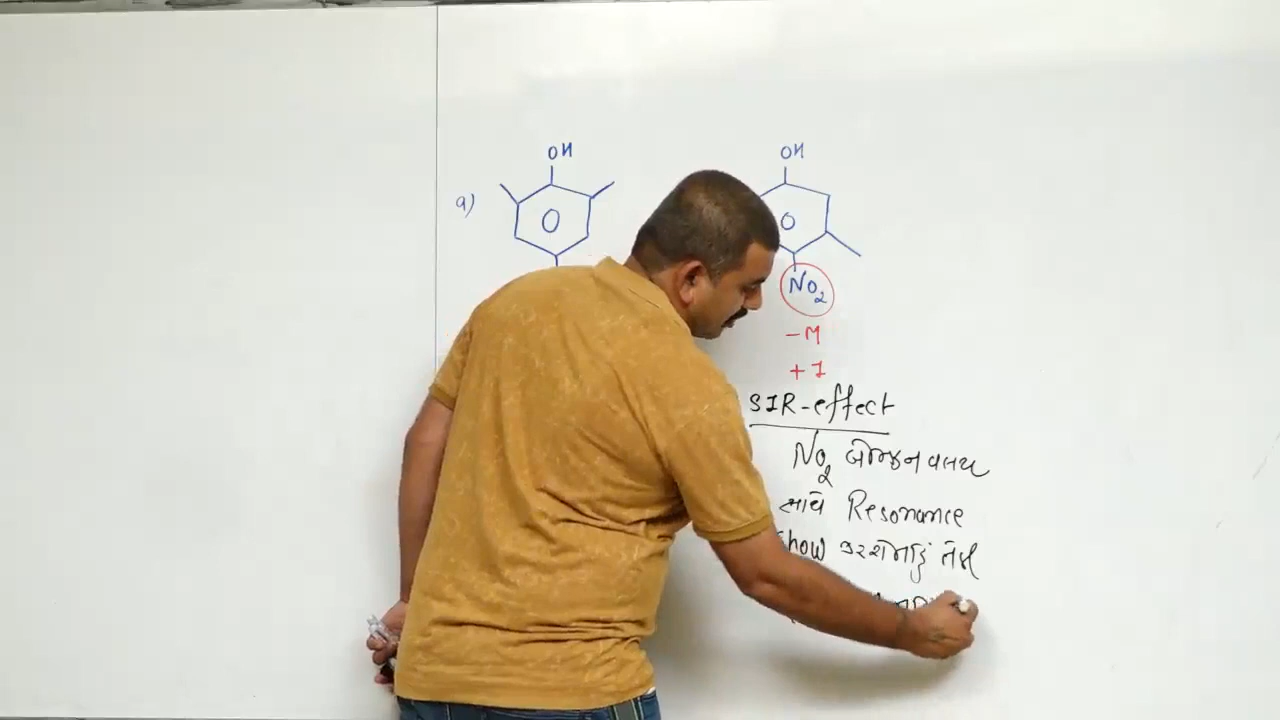 OH
a)
OH
NO2
-M
+I
SIR-effect
NO2 બેન્ઝિન વલય
સાથે Resonance
show કરશે નહિં તેથી